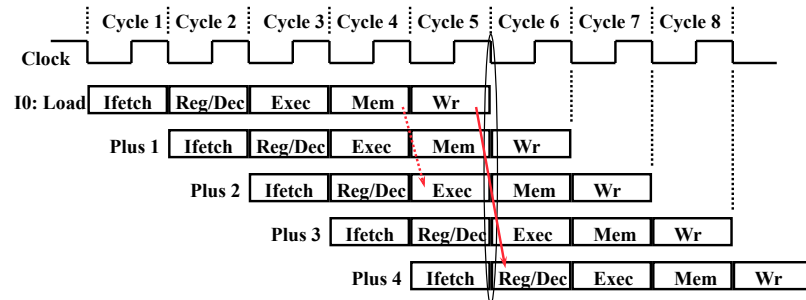 Cycle 1 Cycle 2 Cycle 3 Cycle 4 Cycle 5 Cycle 6 Cycle 7 Cycle 8
Clock
I0: Load Ifetch Reg/Dec Exec Mem Wr
Plus 1 Ifetch Reg/Dec Exec Mem Wr
Plus 2 Ifetch Reg/Dec Exec Mem Wr
Plus 3 Ifetch Reg/Dec Exec Mem Wr
Plus 4 Ifetch Reg/Dec Exec Mem Wr